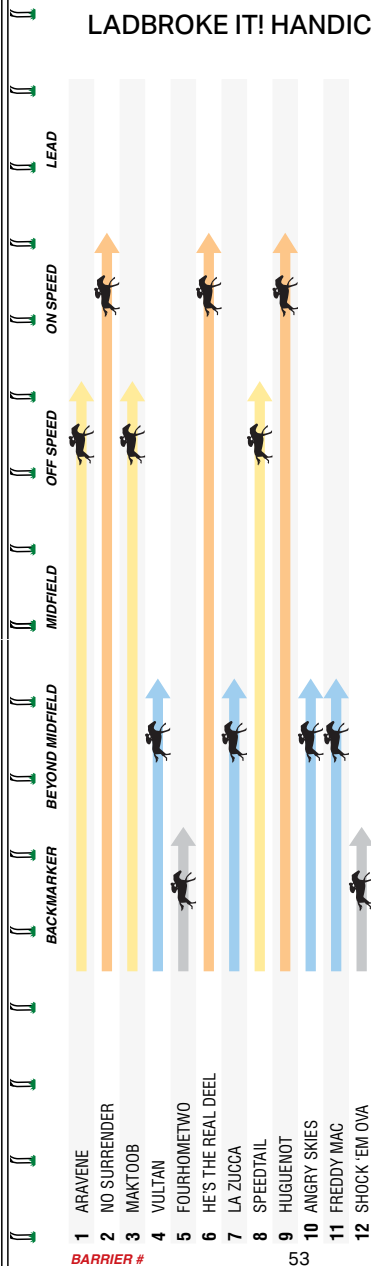 LADBROKE IT! HANDIC
LEAD
ON SPEED
OFF SPEED
MIDFIELD
BEYOND MIDFIELD
BACKMARKER
1 ARAVENE
2 NO SURRENDER
3 MAKTOOB
4 VULTAN
5 FOURHOMETWO
6 HE'S THE REAL DEEL
7 LA ZUCCA
8 SPEEDTAIL
9 HUGUENOT
10 ANGRY SKIES
11 FREDDY MAC
12 SHOCK 'EM OVA
BARRIER #
53